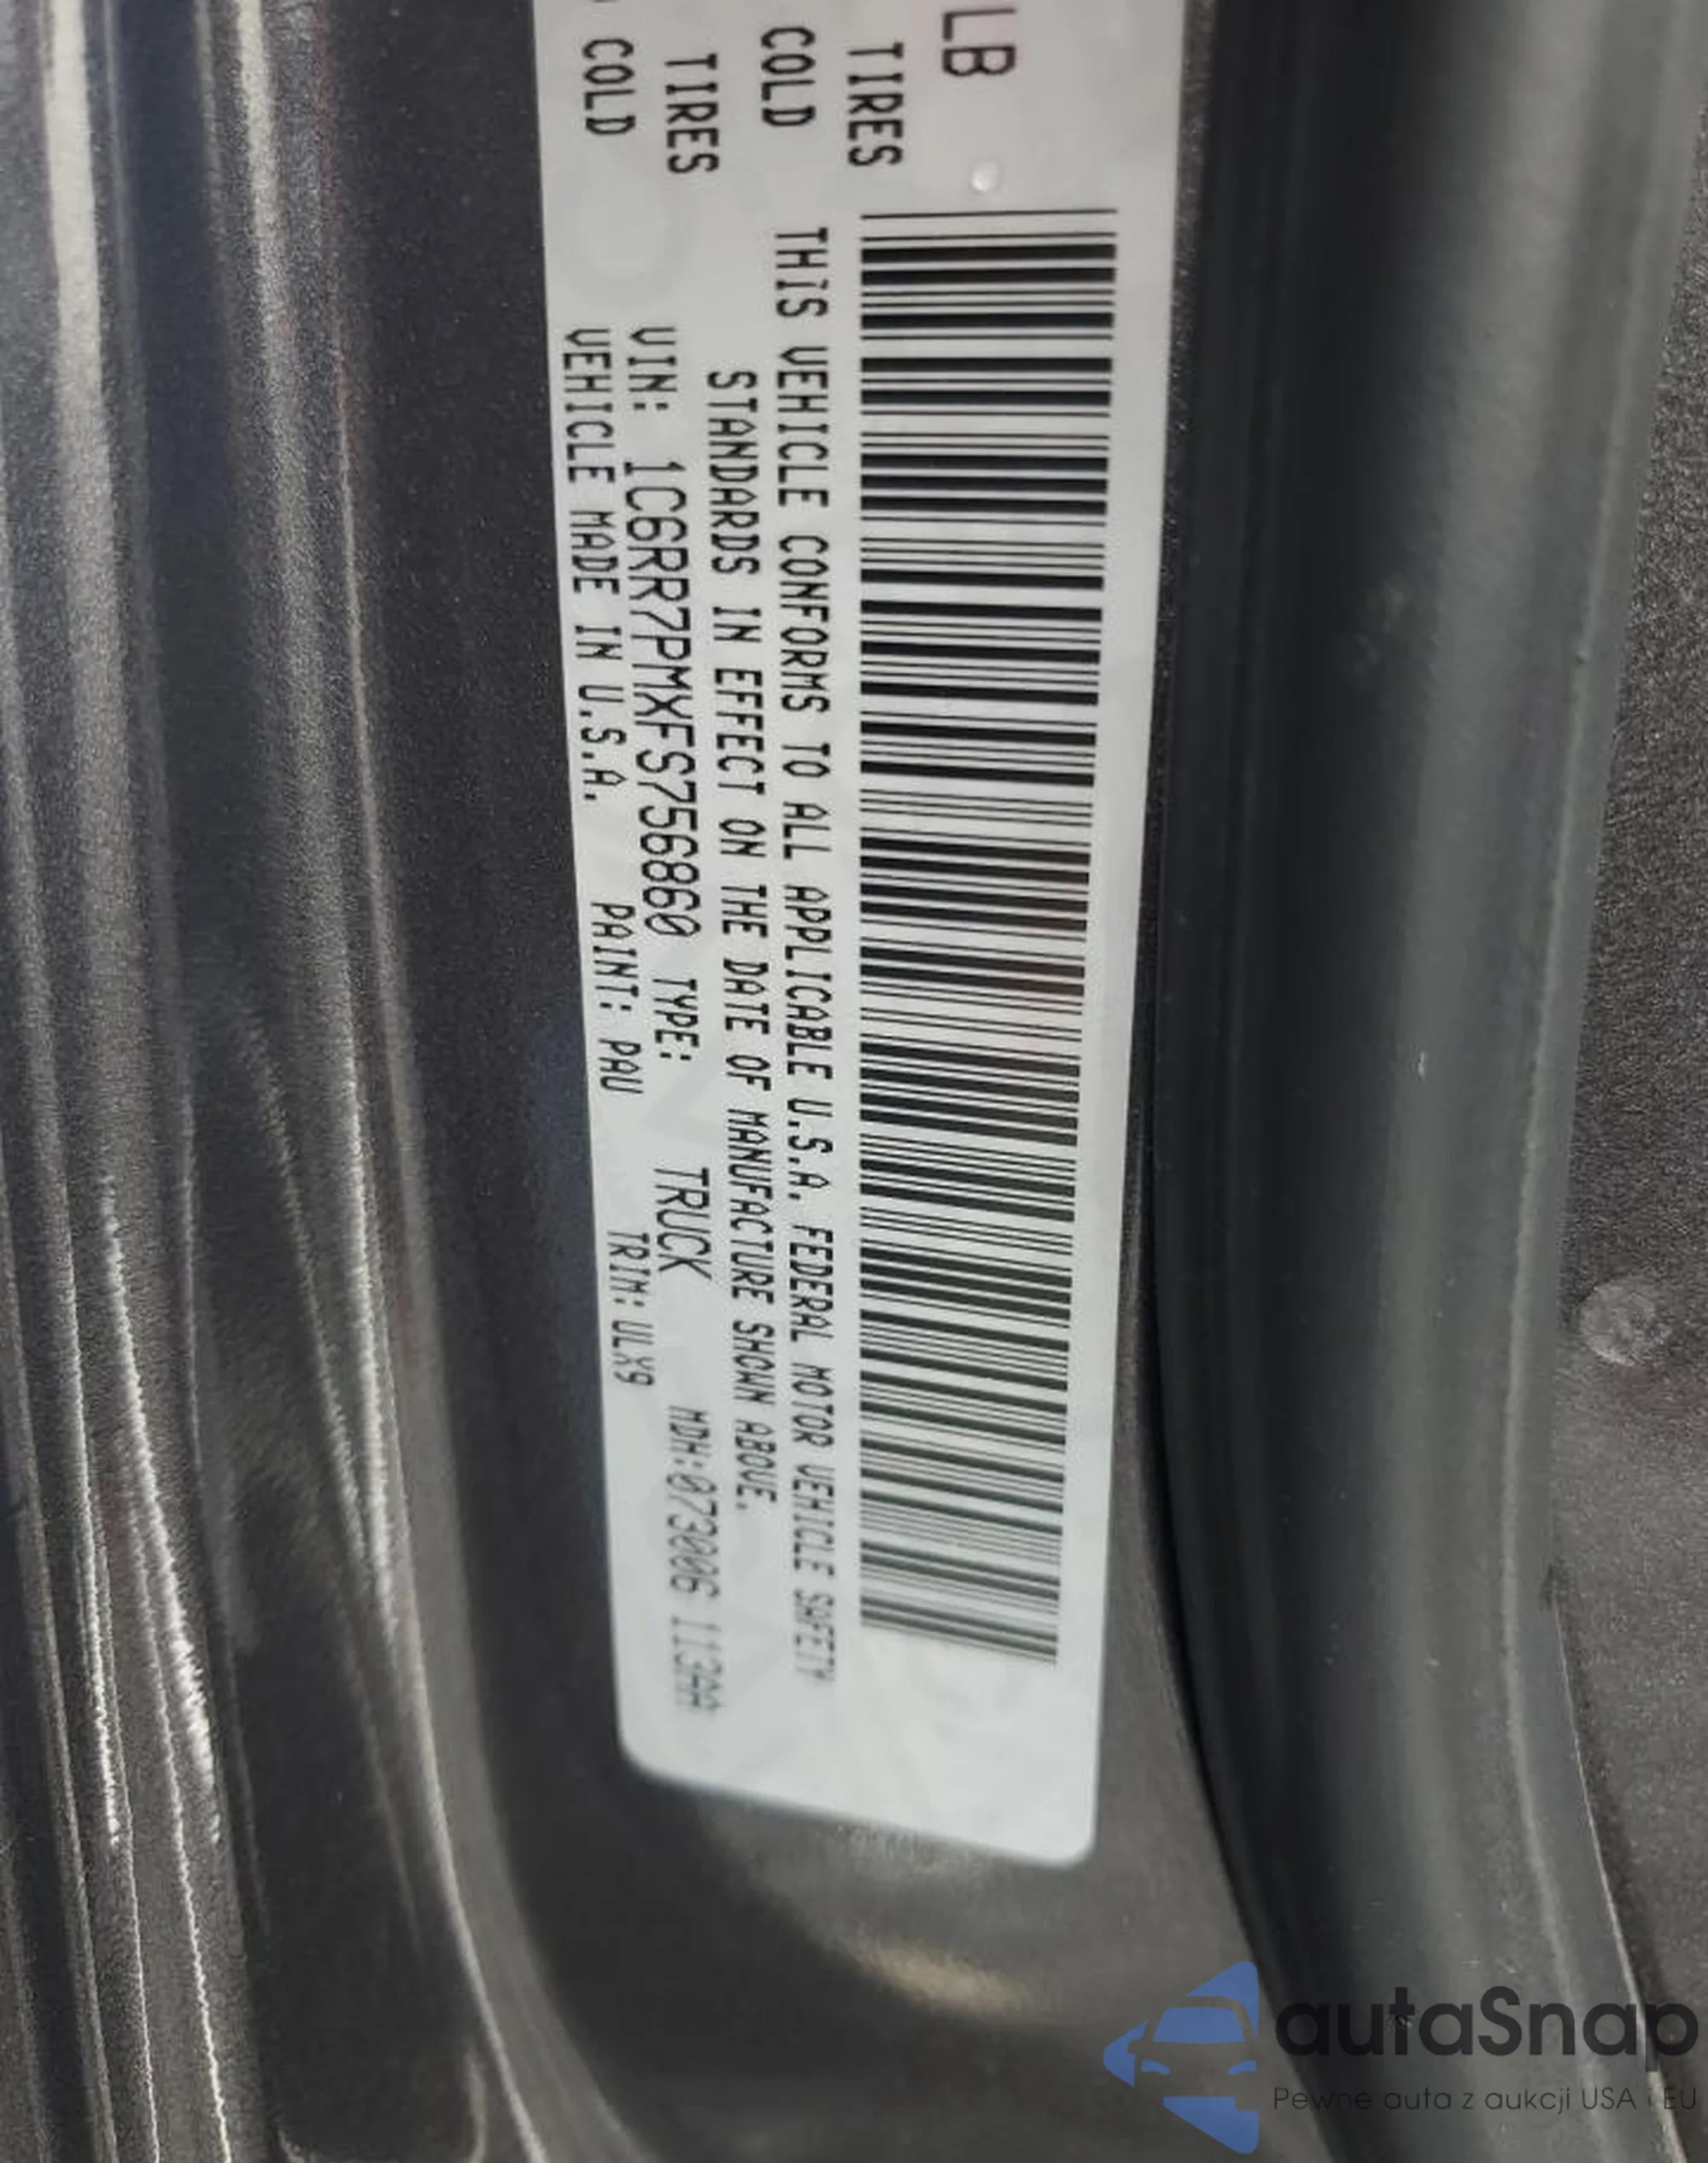 LB
TIRES
COLD
TIRES
COLD
THIS VEHICLE CONFORMS TO ALL APPLICABLE U.S.A. FEDERAL MOTOR VEHICLE SAFETY
STANDARDS IN EFFECT ON THE DATE OF MANUFACTURE SHOWN ABOVE.
VIN: 1C6RR7PMXFS756860 TYPE: TRUCK MDH:073006 113AA
VEHICLE MADE IN U.S.A. PAINT: PAU TRIM: ULX9
autaSnap
Pewne auta z aukcji USA i EU